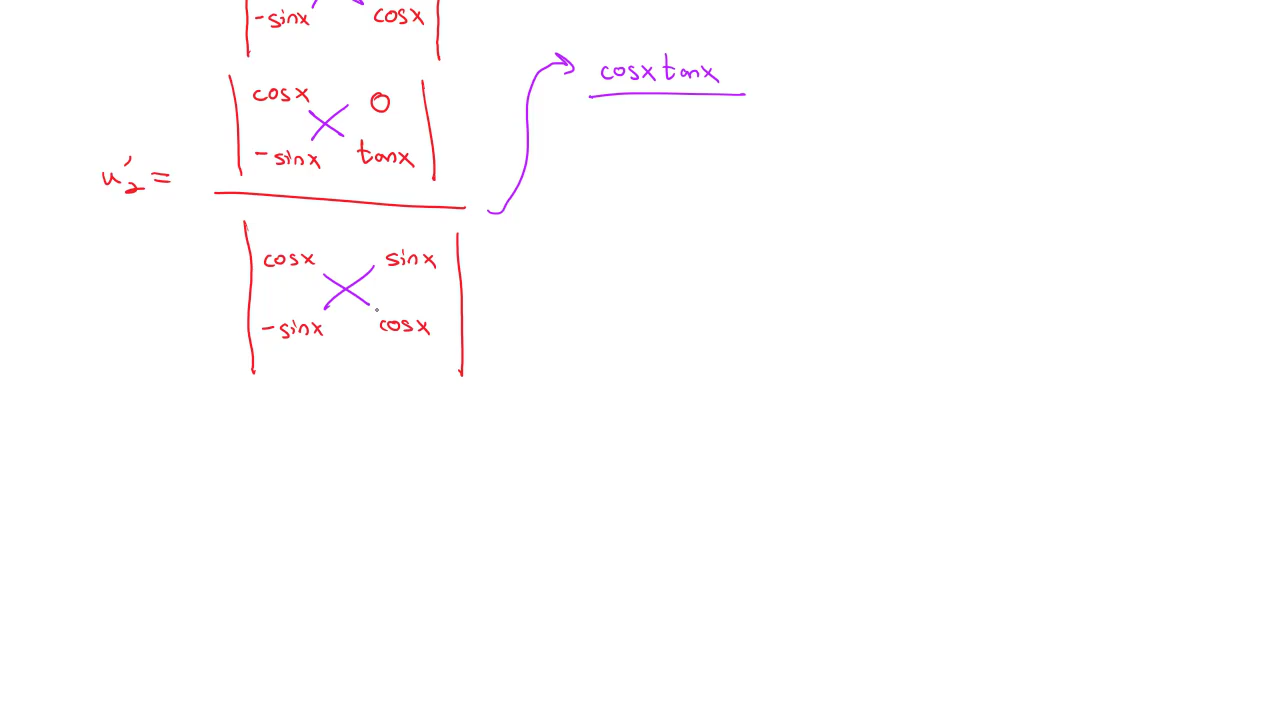 -sinx cosx
cosx 0
-sinx tanx
u₂' =
cosx sinx
-sinx cosx
cosx tanx